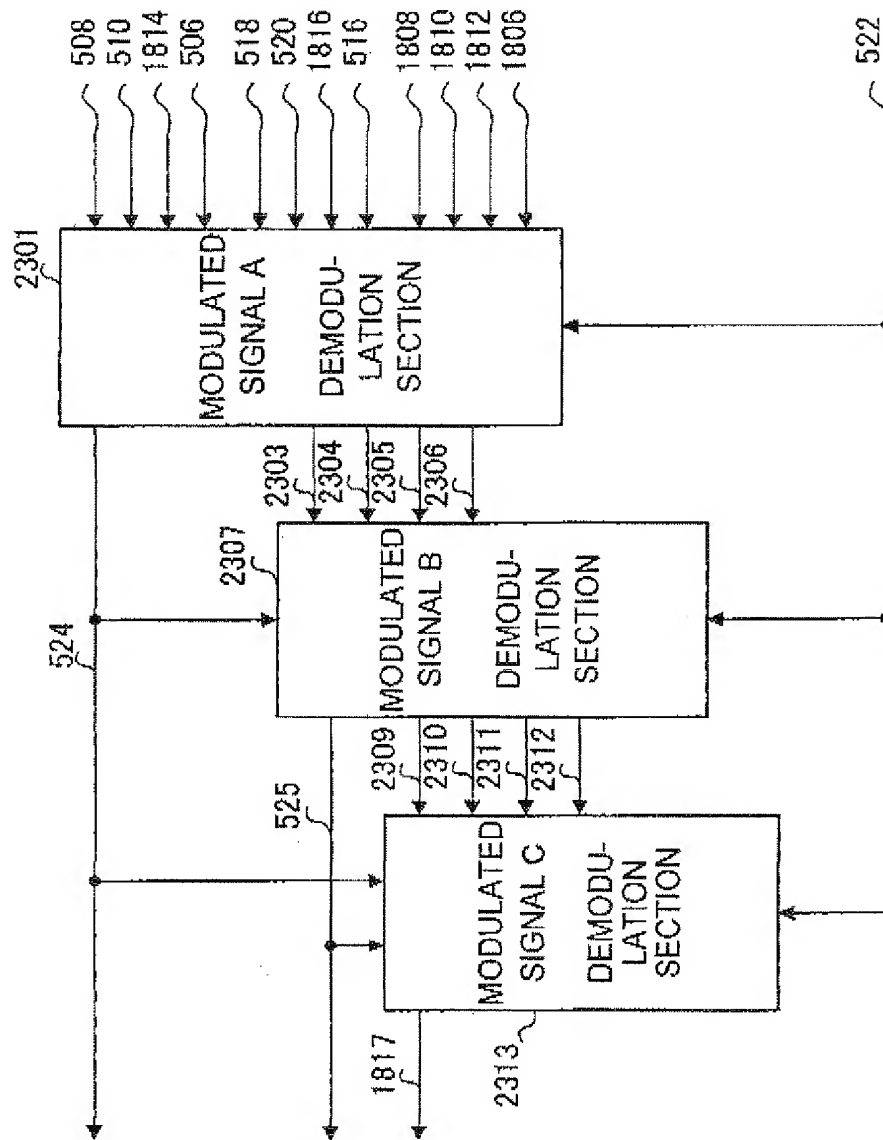 508
510
1814
506
518
520
1816
516
1808
1810
1812
1806
522
2301
MODULATED
SIGNAL A
DEMODU-
LATION
SECTION
2303
2304
2305
2306
2307
MODULATED
SIGNAL B
DEMODU-
LATION
SECTION
524
2309
2310
2311
2312
525
MODULATED
SIGNAL C
DEMODU-
LATION
SECTION
1817
2313